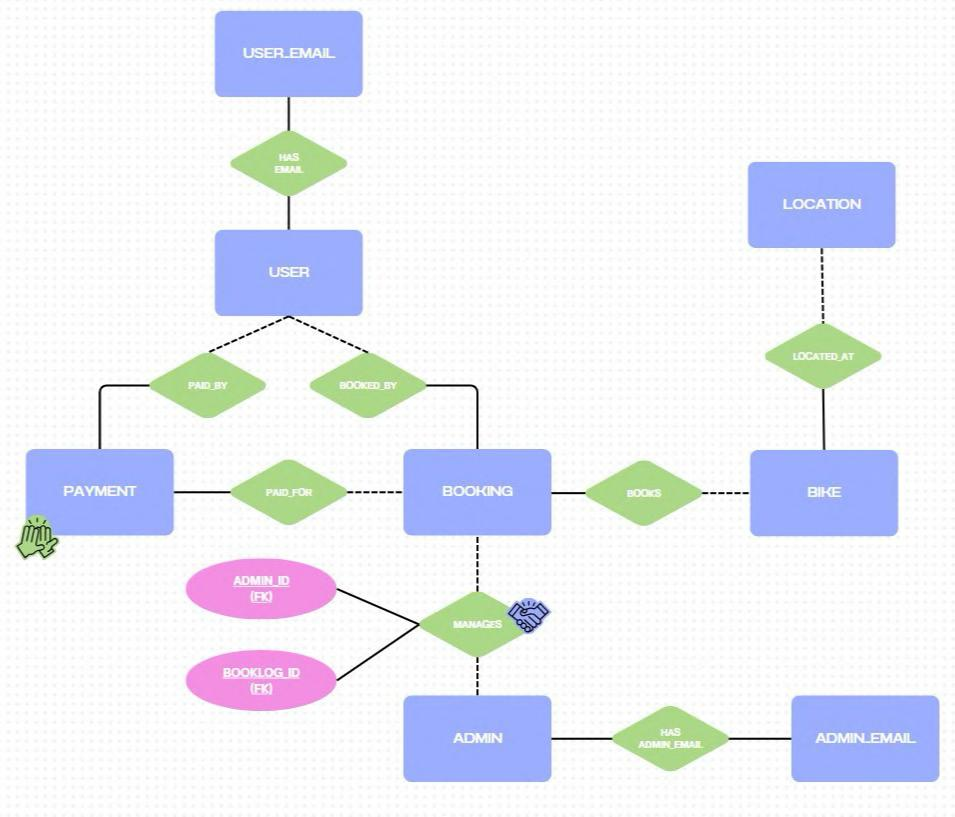 USER_EMAIL
HAS
EMAIL
LOCATION
USER
LOCATED_AT
PAID_BY
BOOKED_BY
PAYMENT
PAID_FOR
BOOKING
BOOKS
BIKE
ADMIN_ID
(FK)
MANAGES
BOOKLOG_ID
(FK)
ADMIN
HAS
ADMIN_EMAIL
ADMIN_EMAIL